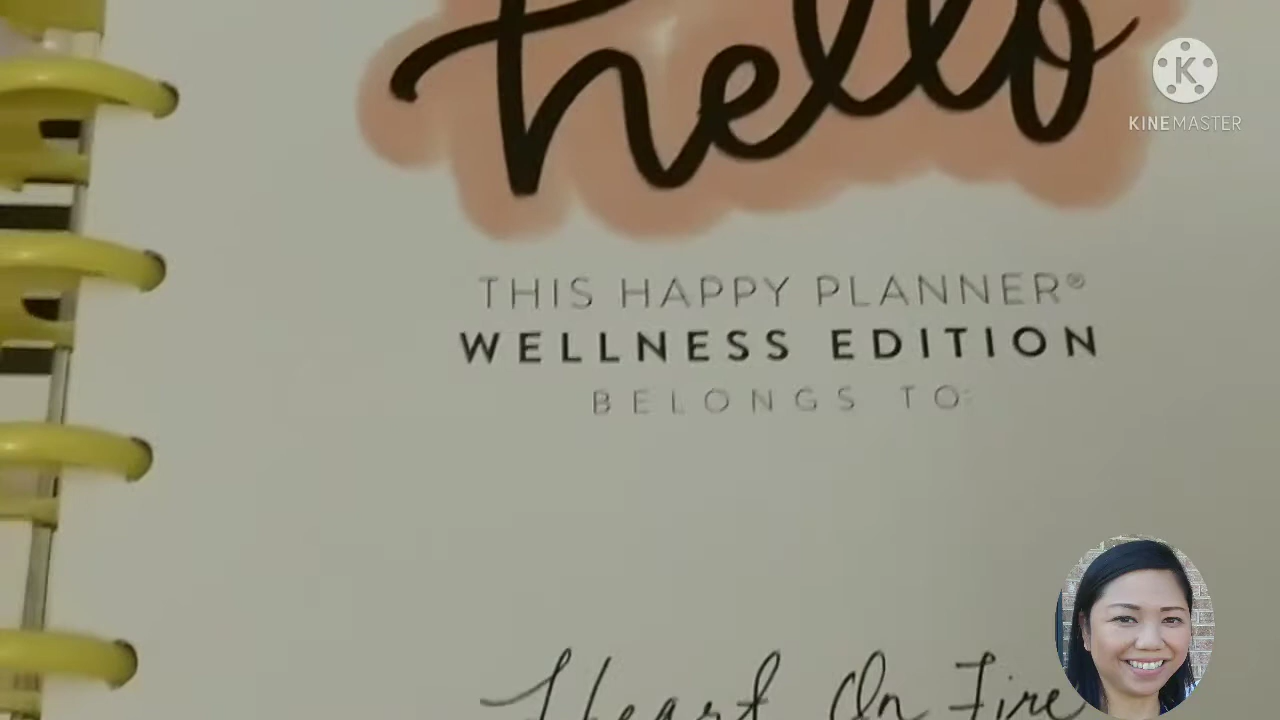 hello
K
KINEMASTER
THIS HAPPY PLANNER®
WELLNESS EDITION
BELONGS TO:
Heart On Fire